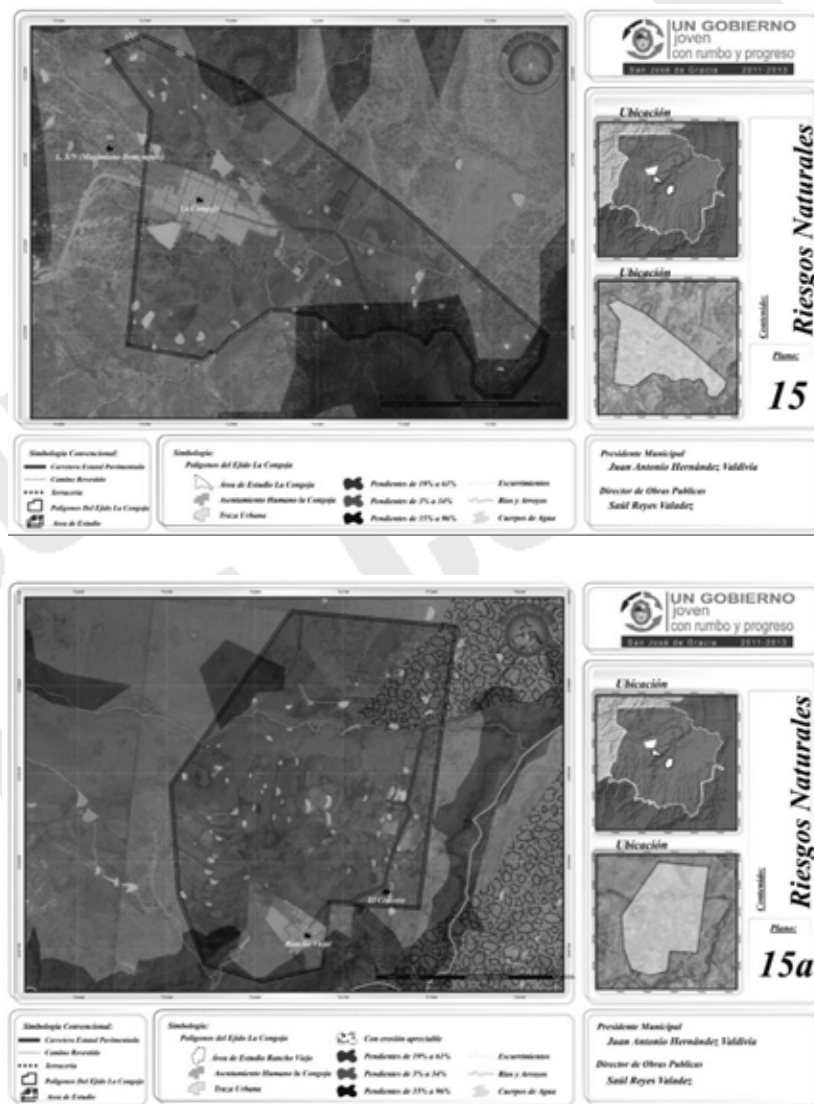 UN GOBIERNO
joven
con rumbo y progreso
San José de Gracia 2011-2013
Ubicación
Ubicación
Contenido:
Riesgos Naturales
Plano:
15
La Congoja
Simbología Convencional:
Carretera Estatal Pavimentada
Camino Revestido
Terracería
Polígonos Del Ejido La Congoja
Area de Estudio
Simbología:
Polígonos del Ejido La Congoja
Área de Estudio La Congoja
Asentamiento Humano la Congoja
Traza Urbana
Pendientes de 19% a 61%
Pendientes de 3% a 34%
Pendientes de 35% a 96%
Escurrimientos
Ríos y Arroyos
Cuerpos de Agua
Presidente Municipal
Juan Antonio Hernández Valdivia
Director de Obras Publicas
Saúl Reyes Valadez
UN GOBIERNO
joven
con rumbo y progreso
San José de Gracia 2011-2013
Ubicación
Ubicación
Contenido:
Riesgos Naturales
Plano:
15a
Rancho Viejo
Simbología Convencional:
Carretera Estatal Pavimentada
Camino Revestido
Terracería
Polígonos Del Ejido La Congoja
Area de Estudio
Simbología:
Polígonos del Ejido La Congoja
Área de Estudio Rancho Viejo
Asentamiento Humano la Congoja
Traza Urbana
Con erosión apreciable
Pendientes de 19% a 61%
Pendientes de 3% a 34%
Pendientes de 35% a 96%
Escurrimientos
Ríos y Arroyos
Cuerpos de Agua
Presidente Municipal
Juan Antonio Hernández Valdivia
Director de Obras Publicas
Saúl Reyes Valadez